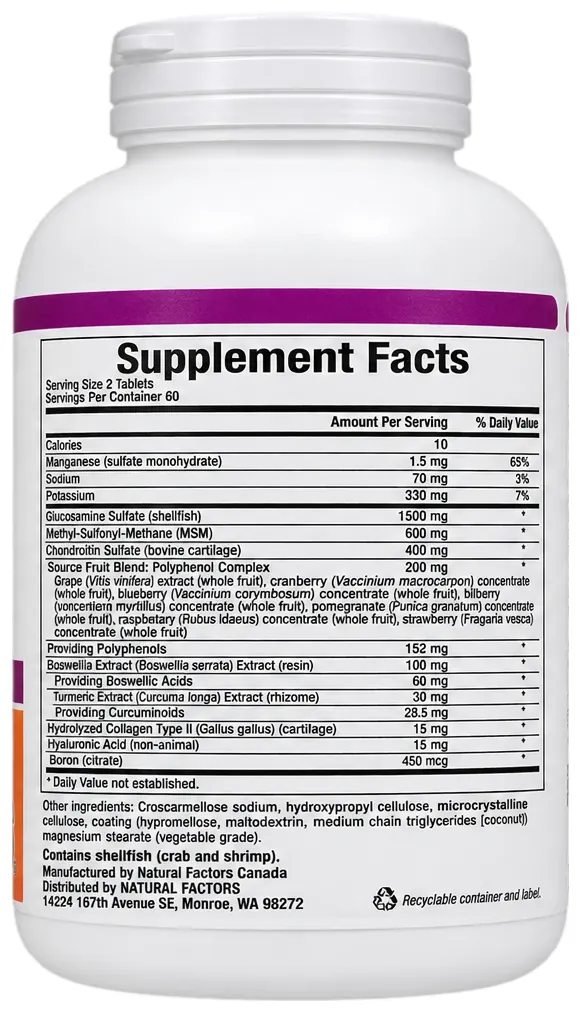 Supplement Facts
Serving Size 2 Tablets
Servings Per Container 60
Amount Per Serving % Daily Value
Calories 10
Manganese (sulfate monohydrate) 1.5 mg 65%
Sodium 70 mg 3%
Potassium 330 mg 7%
Glucosamine Sulfate (shellfish) 1500 mg *
Methyl-Sulfonyl-Methane (MSM) 600 mg *
Chondroitin Sulfate (bovine cartilage) 400 mg *
Source Fruit Blend: Polyphenol Complex 200 mg *
Grape (Vitis vinifera) extract (whole fruit), cranberry (Vaccinium macrocarpon) concentrate
(whole fruit), blueberry (Vaccinium corymbosum) concentrate (whole fruit), bilberry
(voncertiern myrtillus) concentrate (whole fruit), pomegranate (Punica granatum) concentrate
(whole fruit), raspbetary (Rubus Idaeus) concentrate (whole fruit), strawberry (Fragaria vesca)
concentrate (whole fruit)
Providing Polyphenols 152 mg *
Boswellia Extract (Boswellia serrata) Extract (resin) 100 mg *
Providing Boswellic Acids 60 mg *
Turmeric Extract (Curcuma longa) Extract (rhizome) 30 mg *
Providing Curcuminoids 28.5 mg *
Hydrolyzed Collagen Type II (Gallus gallus) (cartilage) 15 mg *
Hyaluronic Acid (non-animal) 15 mg *
Boron (citrate) 450 mcg *
* Daily Value not established.
Other ingredients: Croscarmellose sodium, hydroxypropyl cellulose, microcrystalline
cellulose, coating (hypromellose, maltodextrin, medium chain triglycerides [coconut))
magnesium stearate (vegetable grade).
Contains shellfish (crab and shrimp).
Manufactured by Natural Factors Canada
Distributed by NATURAL FACTORS
14224 167th Avenue SE, Monroe, WA 98272
Recyclable container and label.